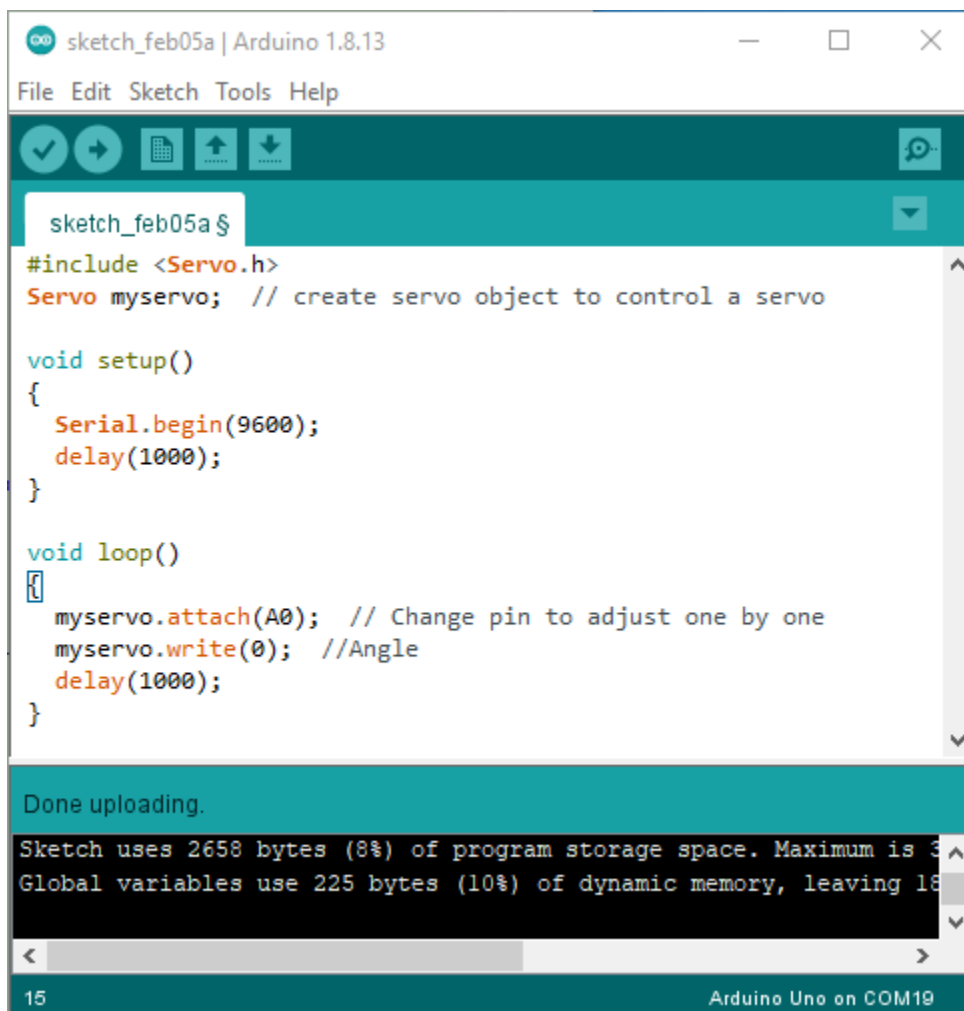 sketch_feb05a | Arduino 1.8.13
File Edit Sketch Tools Help
sketch_feb05a §
#include <Servo.h>
Servo myservo;  // create servo object to control a servo
void setup()
{
  Serial.begin(9600);
  delay(1000);
}
void loop()
{
  myservo.attach(A0);  // Change pin to adjust one by one
  myservo.write(0);  //Angle
  delay(1000);
}
Done uploading.
Sketch uses 2658 bytes (8%) of program storage space. Maximum is 3
Global variables use 225 bytes (10%) of dynamic memory, leaving 18
15 Arduino Uno on COM19